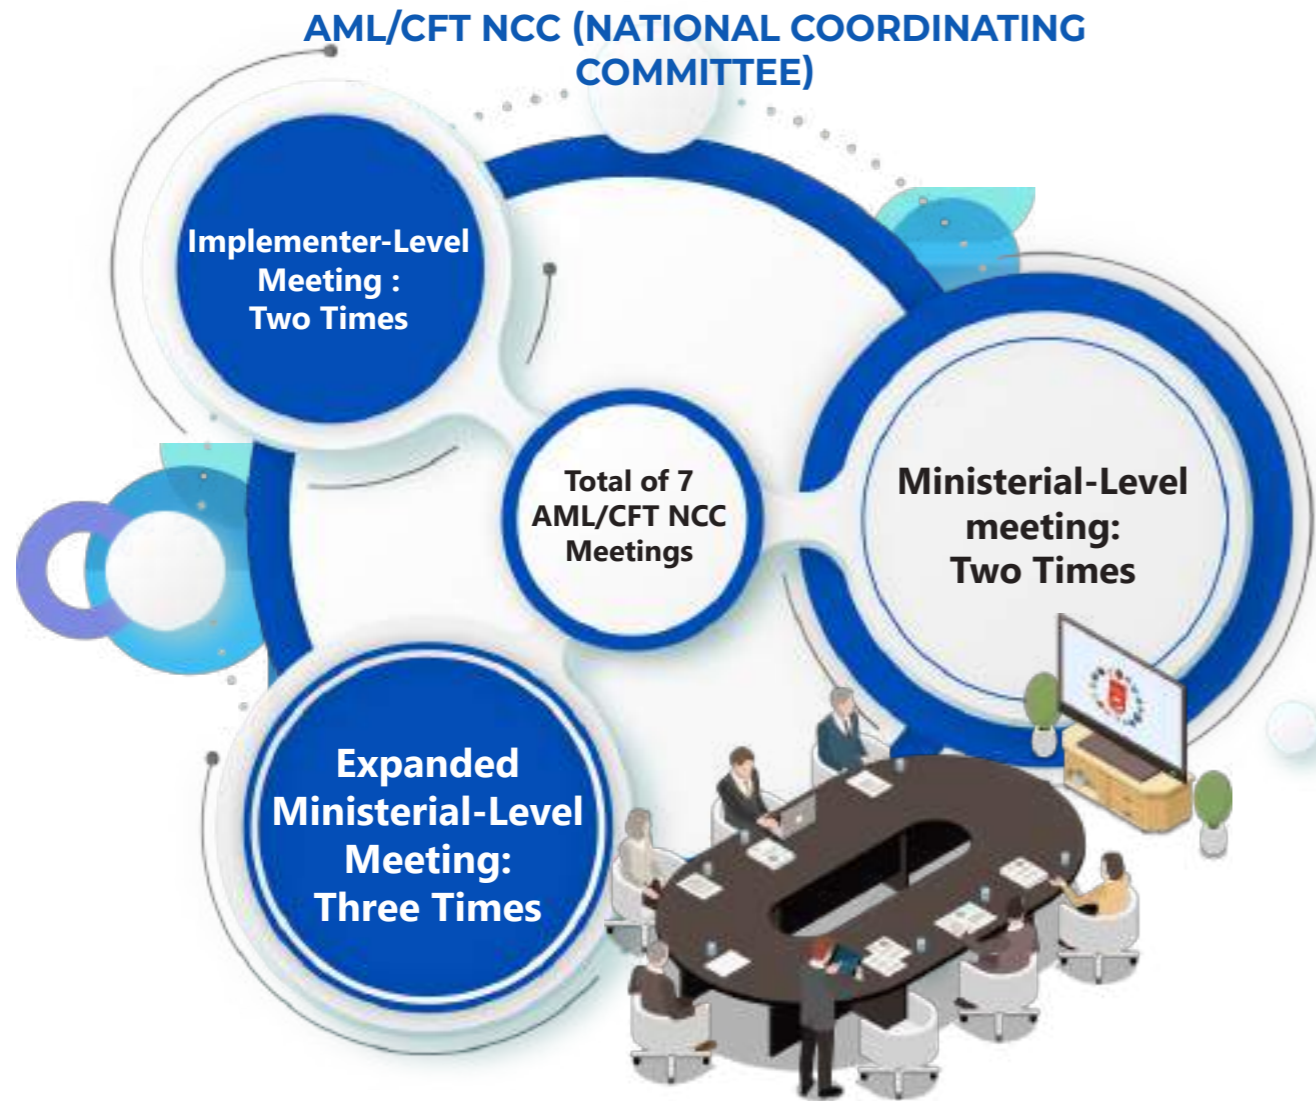 AML/CFT NCC (NATIONAL COORDINATING
COMMITTEE)
Implementer-Level
Meeting :
Two Times
Total of 7
AML/CFT NCC
Meetings
Ministerial-Level
meeting:
Two Times
Expanded
Ministerial-Level
Meeting:
Three Times